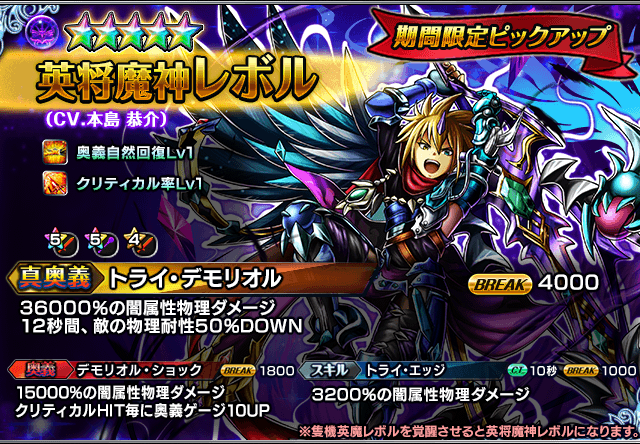 期間限定ピックアップ
英将魔神レボル
(CV.本島 恭介)
奥義自然回復Lv1
クリティカル率Lv1
5 5 4
真奥義 トライ・デモリオル BREAK 4000
36000%の闇属性物理ダメージ
12秒間、敵の物理耐性50%DOWN
奥義 デモリオル・ショック BREAK 1800
15000%の闇属性物理ダメージ
クリティカルHIT毎に奥義ゲージ10UP
スキル トライ・エッジ CT 10秒 BREAK 1000
3200%の闇属性物理ダメージ
※隻機英魔レボルを覚醒させると英将魔神レボルになります。